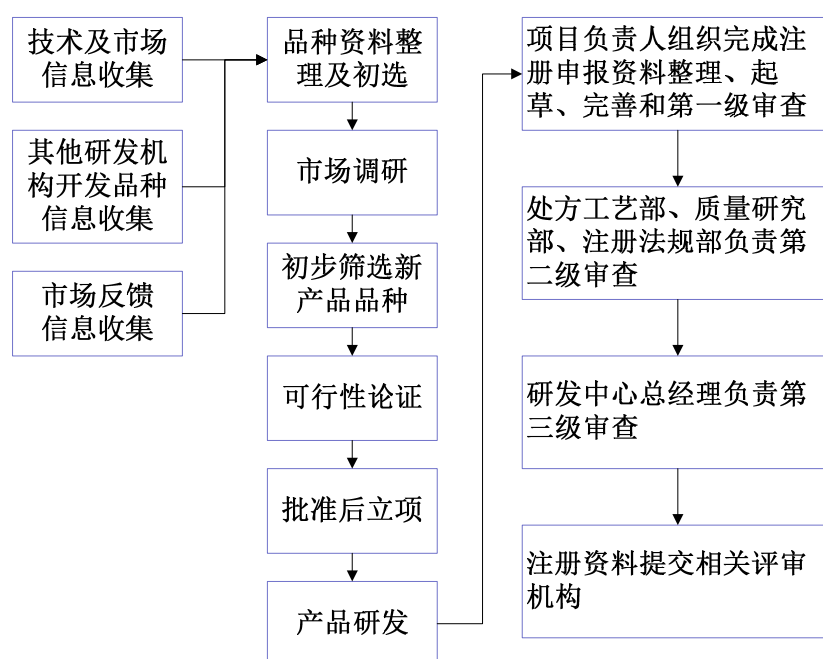 技术及市场
信息收集
其他研发机
构开发品种
信息收集
市场反馈
信息收集
品种资料整
理及初选
市场调研
初步筛选新
产品品种
可行性论证
批准后立项
产品研发
项目负责人组织完成注
册申报资料整理、起
草、完善和第一级审查
处方工艺部、质量研究
部、注册法规部负责第
二级审查
研发中心总经理负责第
三级审查
注册资料提交相关评审
机构